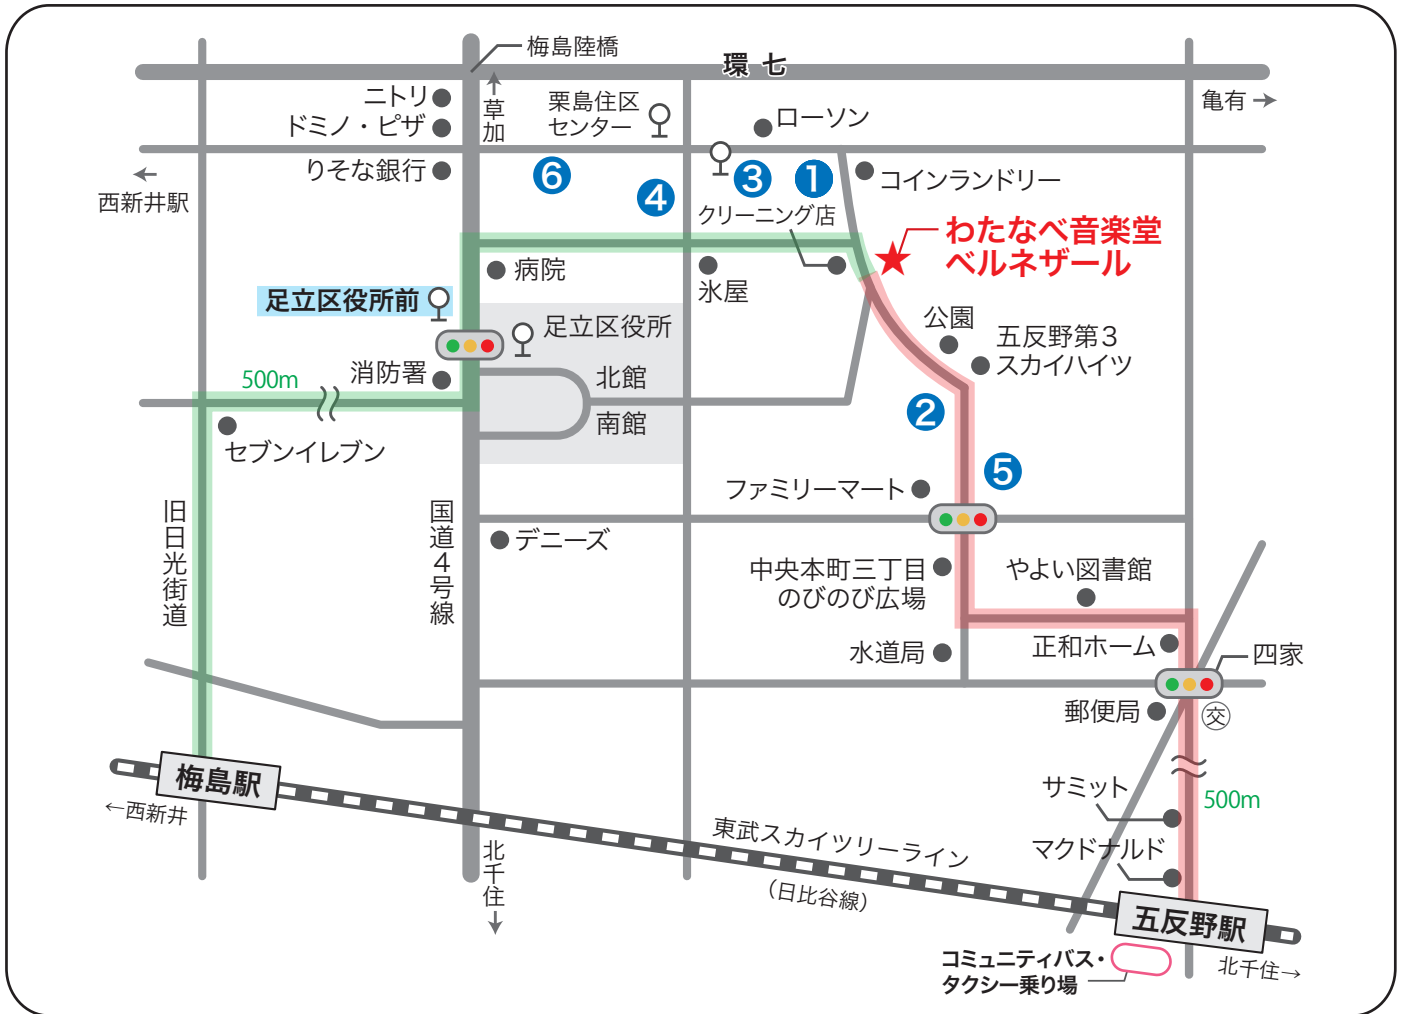 梅島陸橋
環七
亀有→
ニトリ
ドミノ・ピザ
りそな銀行
↑草加
栗島住区
センター
ローソン
←
西新井駅
⑥
④
③
①
コインランドリー
クリーニング店
わたなべ音楽堂
ベルネザール
病院
氷屋
足立区役所前
足立区役所
公園
五反野第3
スカイハイツ
消防署
500m
北館
南館
②
セブンイレブン
⑤
ファミリーマート
旧日光街道
国道4号線
デニーズ
中央本町三丁目
のびのび広場
やよい図書館
水道局
正和ホーム
四家
郵便局
交
サミット
500m
マクドナルド
梅島駅
←西新井
東武スカイツリーライン
(日比谷線)
北千住↓
五反野駅
北千住→
コミュニティバス・
タクシー乗り場